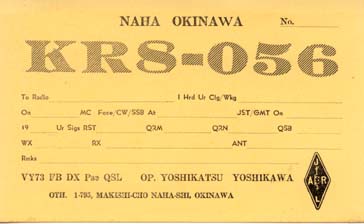 NAHA OKINAWA No.
KR8-056
To Radio I Hrd Ur Clg/Wkg
On MC Fone/CW/SSB At JST/GMT On
19 Ur Sigs RST QRM QRN QSB
WX RX ANT
Rmks
VY73 FB DX Pse QSL OP. YOSHIKATSU YOSHIKAWA
QTH. 1-795, MAKISHI-CHO NAHA-SHI, OKINAWA
J
A R
L